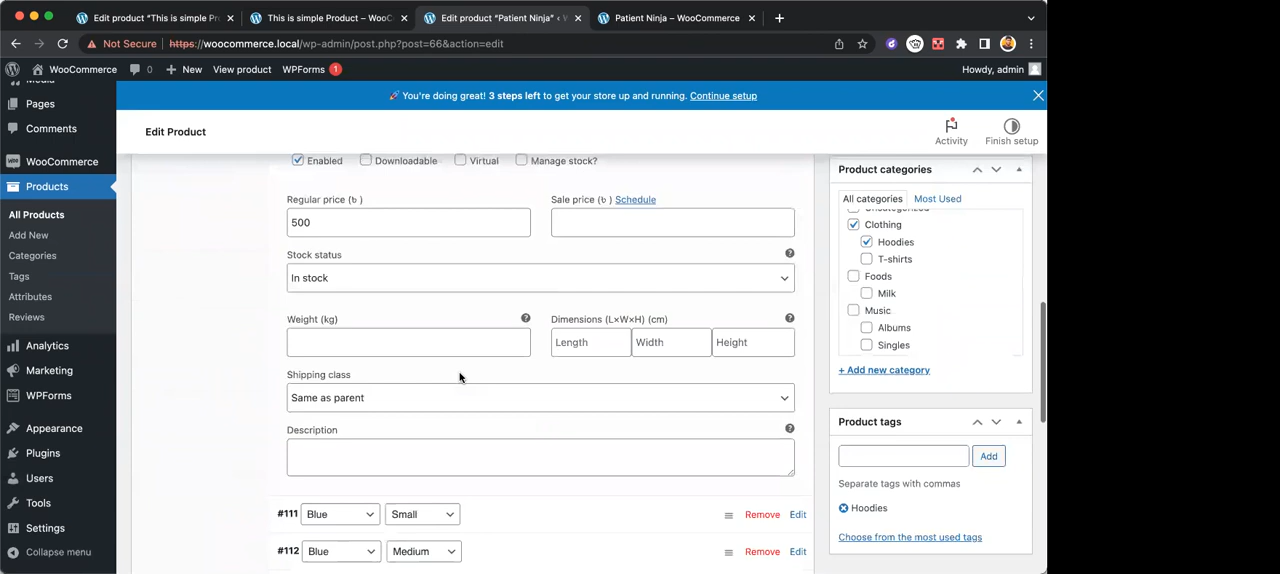 Edit product "This is simple Pr
This is simple Product – WooC
Edit product "Patient Ninja" ‹ W
Patient Ninja – WooCommerce
Not Secure
https://woocommerce.local/wp-admin/post.php?post=66&action=edit
WooCommerce
0
New
View product
WPForms
1
Howdy, admin
Media
Pages
Comments
WooCommerce
Products
All Products
Add New
Categories
Tags
Attributes
Reviews
Analytics
Marketing
WPForms
Appearance
Plugins
Users
Tools
Settings
Collapse menu
🚀 You're doing great! 3 steps left to get your store up and running. Continue setup
Edit Product
Activity
Finish setup
Enabled
Downloadable
Virtual
Manage stock?
Regular price (৳ )
Sale price (৳ ) Schedule
500
Stock status
In stock
Weight (kg)
Dimensions (L×W×H) (cm)
Length
Width
Height
Shipping class
Same as parent
Description
#111
Blue
Small
Remove
Edit
#112
Blue
Medium
Remove
Edit
Product categories
All categories
Most Used
Uncategorized
Clothing
Hoodies
T-shirts
Foods
Milk
Music
Albums
Singles
+ Add new category
Product tags
Add
Separate tags with commas
Hoodies
Choose from the most used tags